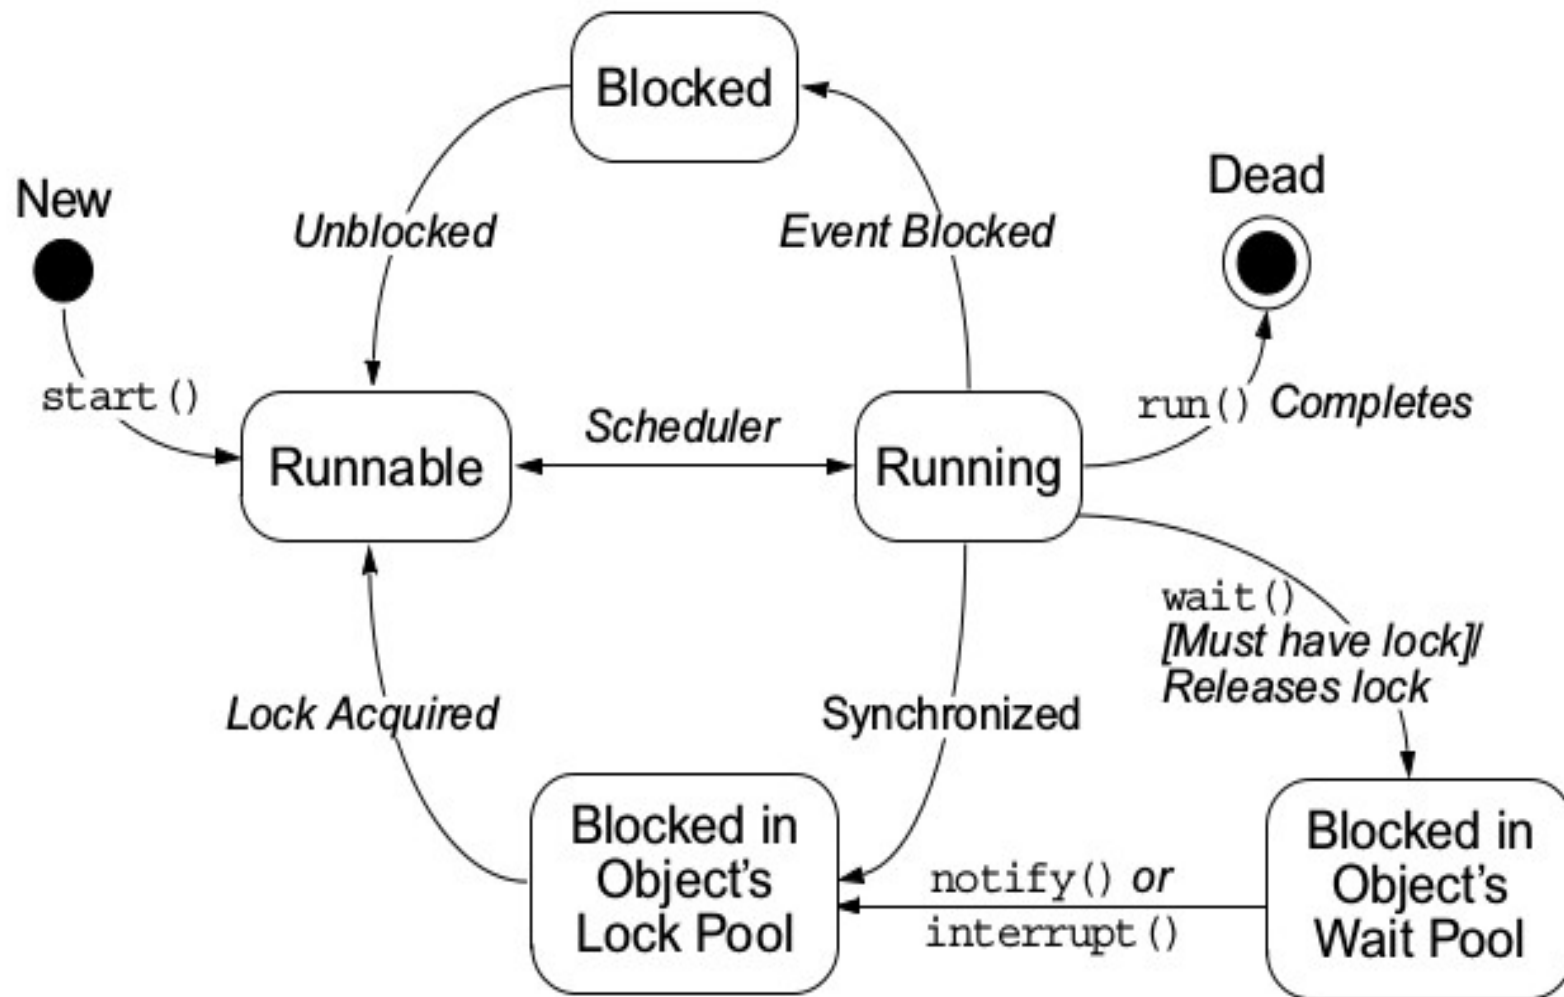 Blocked
New
Dead
Unblocked
Event Blocked
start()
run() Completes
Scheduler
Runnable
Running
wait()
[Must have lock]/
Releases lock
Lock Acquired
Synchronized
Blocked in
Object’s
Lock Pool
notify() or
interrupt()
Blocked in
Object’s
Wait Pool